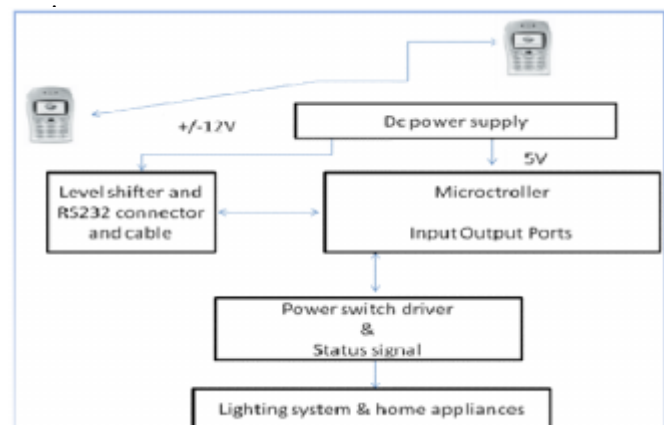 +/-12V
Dc power supply
5V
Level shifter and
RS232 connector
and cable
Microctroller
Input Output Ports
Power switch driver
&
Status signal
Lighting system & home appliances